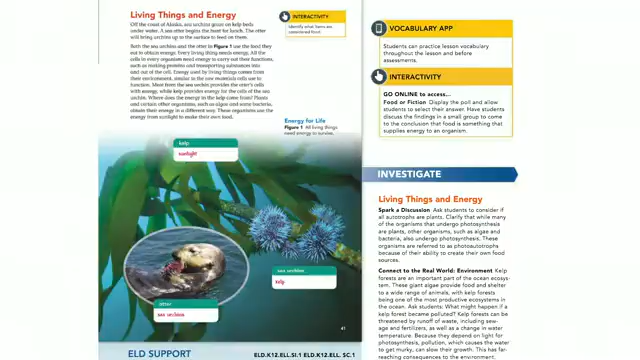 Living Things and Energy
Off the coast of Alaska, sea urchins graze on kelp beds
under water. A sea otter begins the hunt for lunch. The otter
will bring urchins up to the surface to feed on them.
Both the sea urchin and the otter in Figure 1 use the food they
eat to obtain energy. Every living thing needs energy. All the
cells in every organism need energy to carry out their functions,
such as making proteins and transporting substances into
and out of the cell. Energy used by living things comes from
their environment, similar to the raw materials cells use to
function. Meat from the sea urchin provides the otter's cells
with energy, while kelp provides energy for the cells of the sea
urchin. Where does the energy in the kelp come from? Plants
and certain other organisms, such as algae and some bacteria,
obtain their energy in a different way. These organisms use the
energy from sunlight to make their own food.
INTERACTIVITY
Identify what items are
considered food.
Energy for Life
Figure 1 All living things
need energy to survive.
kelp
sunlight
sea urchin
kelp
otter
sea urchins
41
ELD SUPPORT
ELD.K12.ELL.SI.1 ELD.K12.ELL.SC.1
VOCABULARY APP
Students can practice lesson vocabulary
throughout the lesson and before
assessments.
INTERACTIVITY
GO ONLINE to access...
Food or Fiction Display the poll and allow
students to select their answer. Have students
discuss the findings in a small group to come
to the conclusion that food is something that
supplies energy to an organism.
INVESTIGATE
Living Things and Energy
Spark a Discussion Ask students to consider if
all autotrophs are plants. Clarify that while many
of the organisms that undergo photosynthesis
are plants, other organisms, such as algae and
bacteria, also undergo photosynthesis. These
organisms are referred to as photoautotrophs
because of their ability to create their own food
sources.
Connect to the Real World: Environment Kelp
forests are an important part of the ocean ecosys-
tem. These giant algae provide food and shelter
to a wide range of animals, with kelp forests
being one of the most productive ecosystems in
the ocean. Ask students: What might happen if a
kelp forest became polluted? Kelp forests can be
threatened by runoff of waste, including sew-
age and fertilizers, as well as a change in water
temperature. Because they depend on light for
photosynthesis, pollution, which causes the water
to get murky, can slow their growth. This has far-
reaching consequences to the environment.